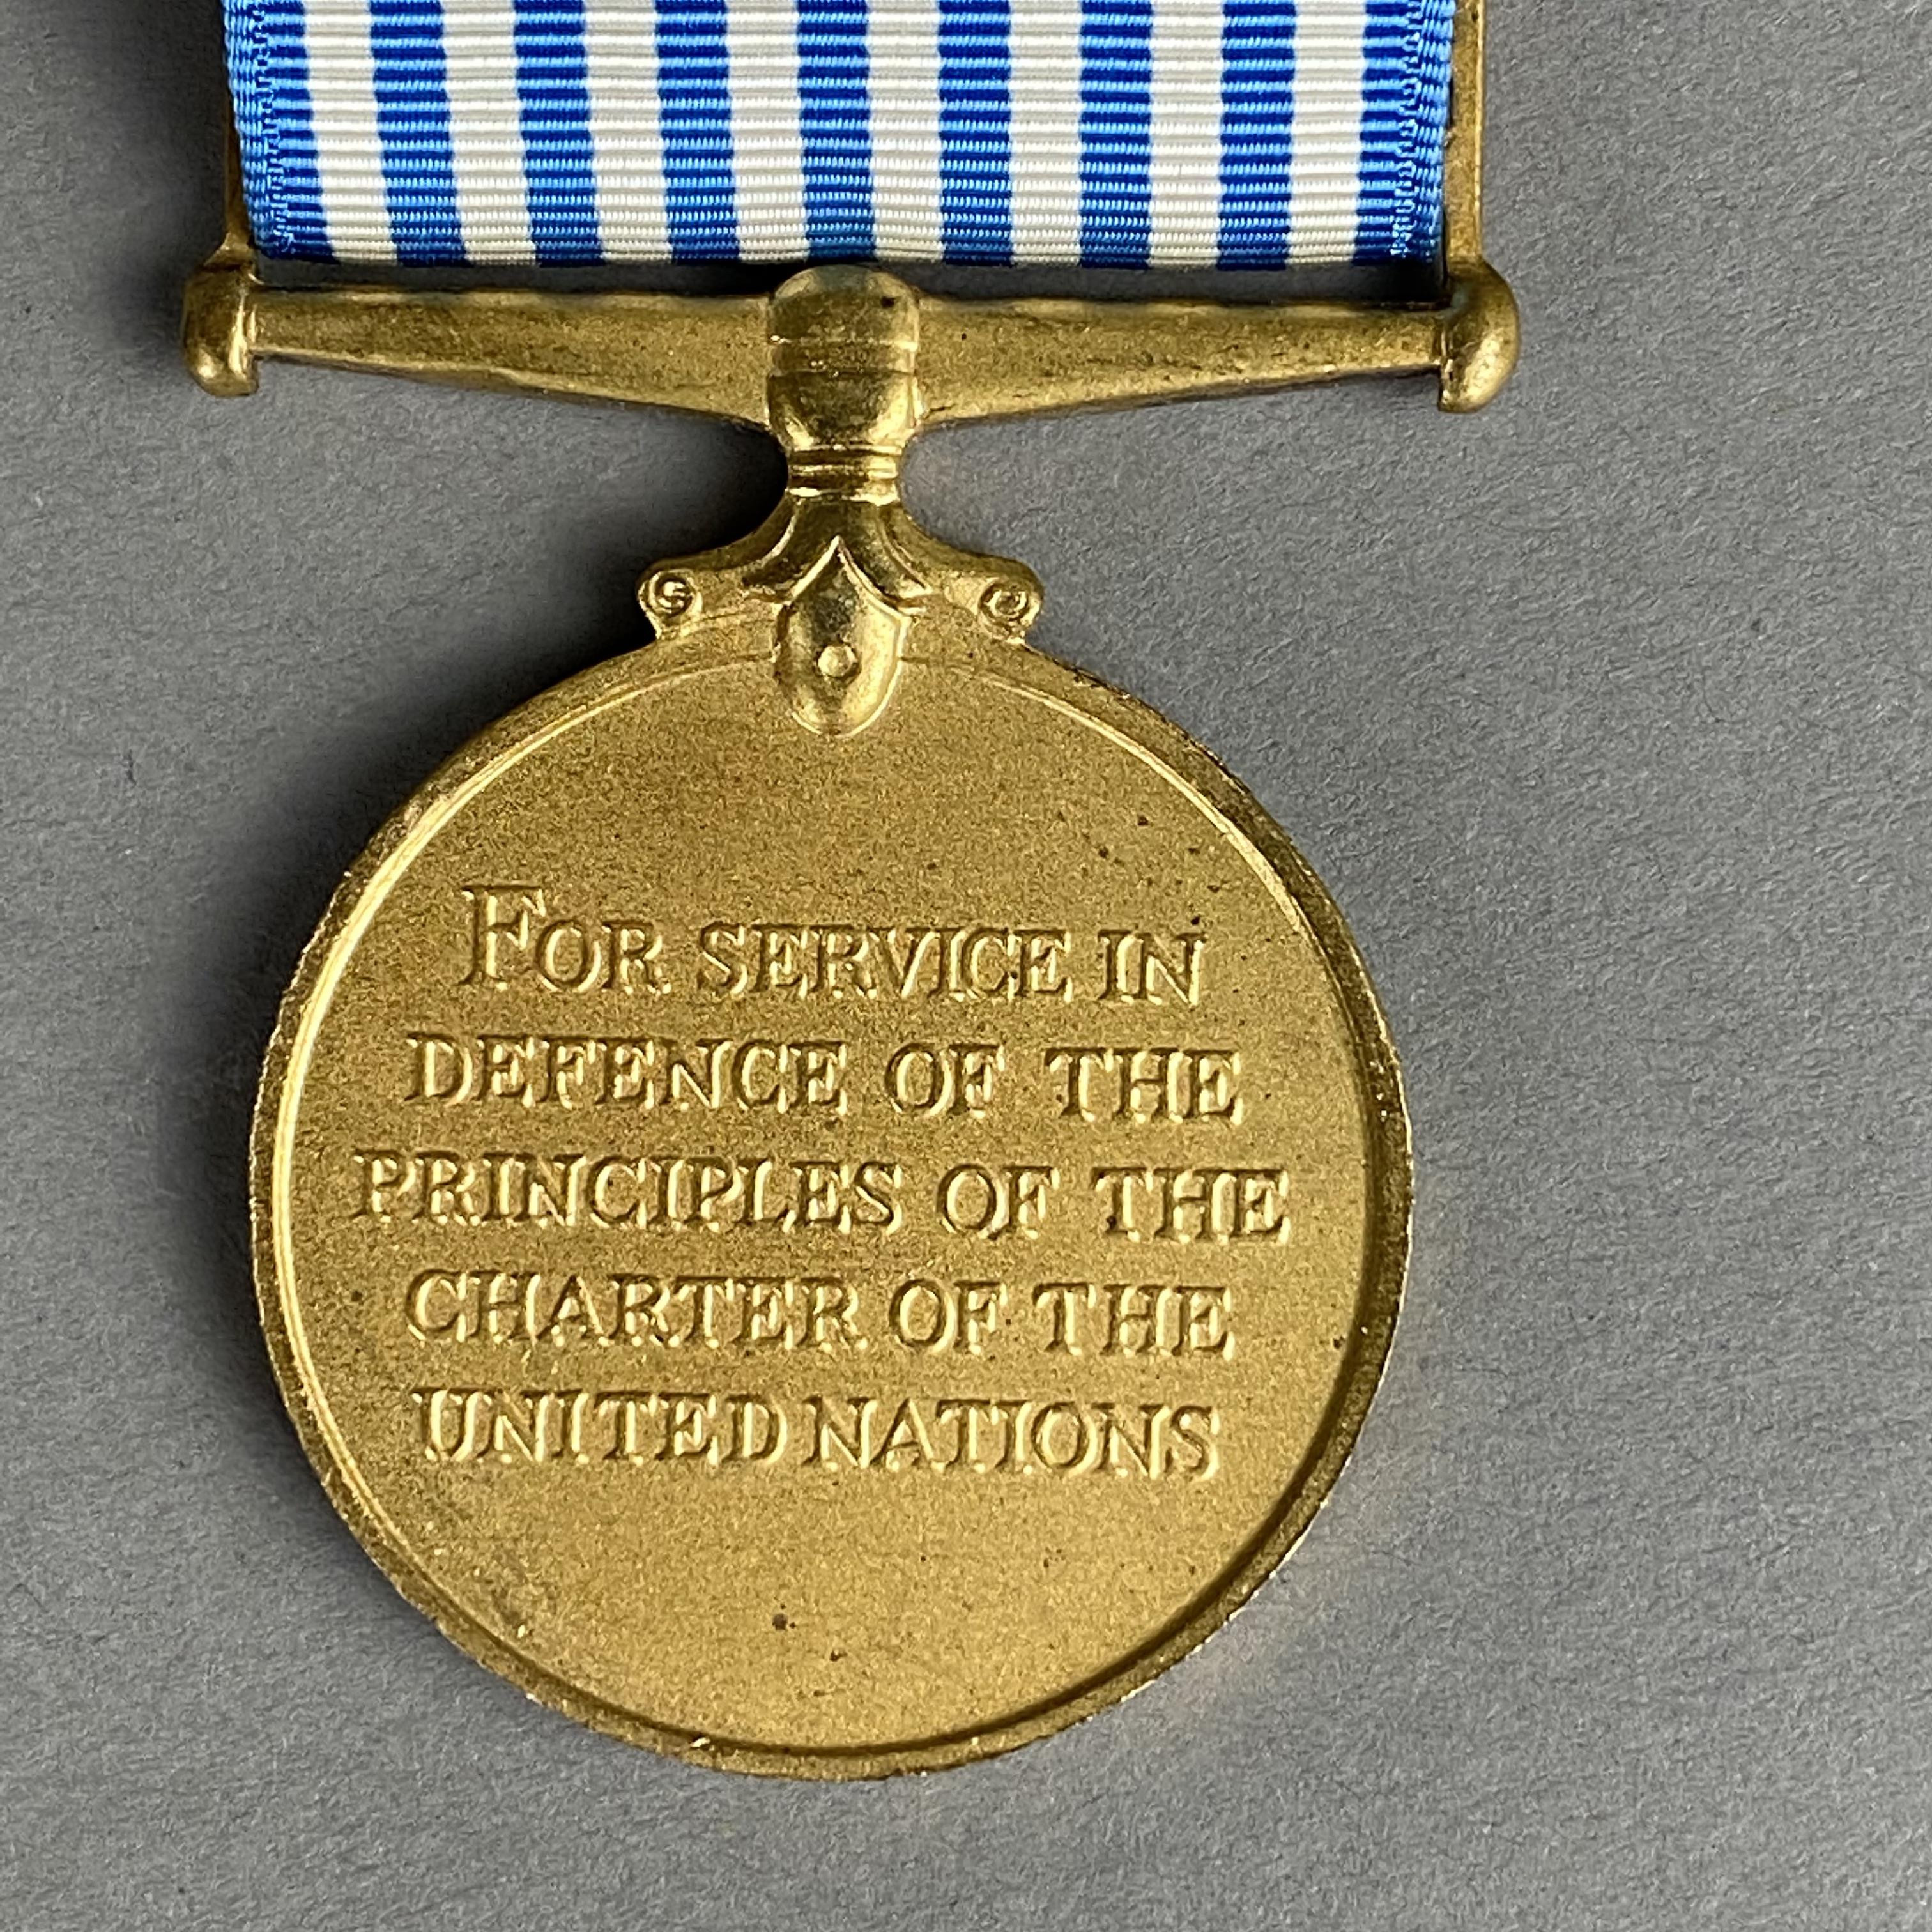 FOR SERVICE IN
DEFENCE OF THE
PRINCIPLES OF THE
CHARTER OF THE
UNITED NATIONS